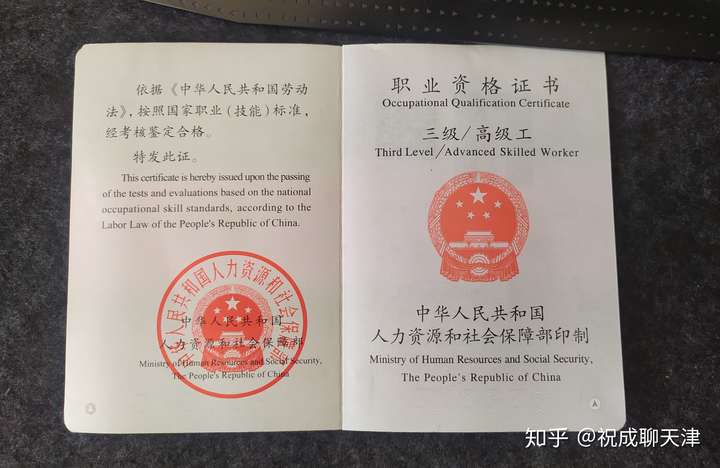 依据《中华人民共和国劳动
法》，按照国家职业（技能）标准，
经考核鉴定合格。
特发此证。
This certificate is hereby issued upon the passing
of the tests and evaluations based on the national
occupational skill standards, according to the
Labor Law of the People's Republic of China.
中华人民共和国人力资源和社会保障部
中华人民共和国
人力资源和社会保障部
Ministry of Human Resources and Social Security,
The People's Republic of China
职业资格证书
Occupational Qualification Certificate
三级/高级工
Third Level/Advanced Skilled Worker
中华人民共和国
人力资源和社会保障部印制
Ministry of Human Resources and Social Security,
The People's Republic of China
知乎 @祝成聊天津